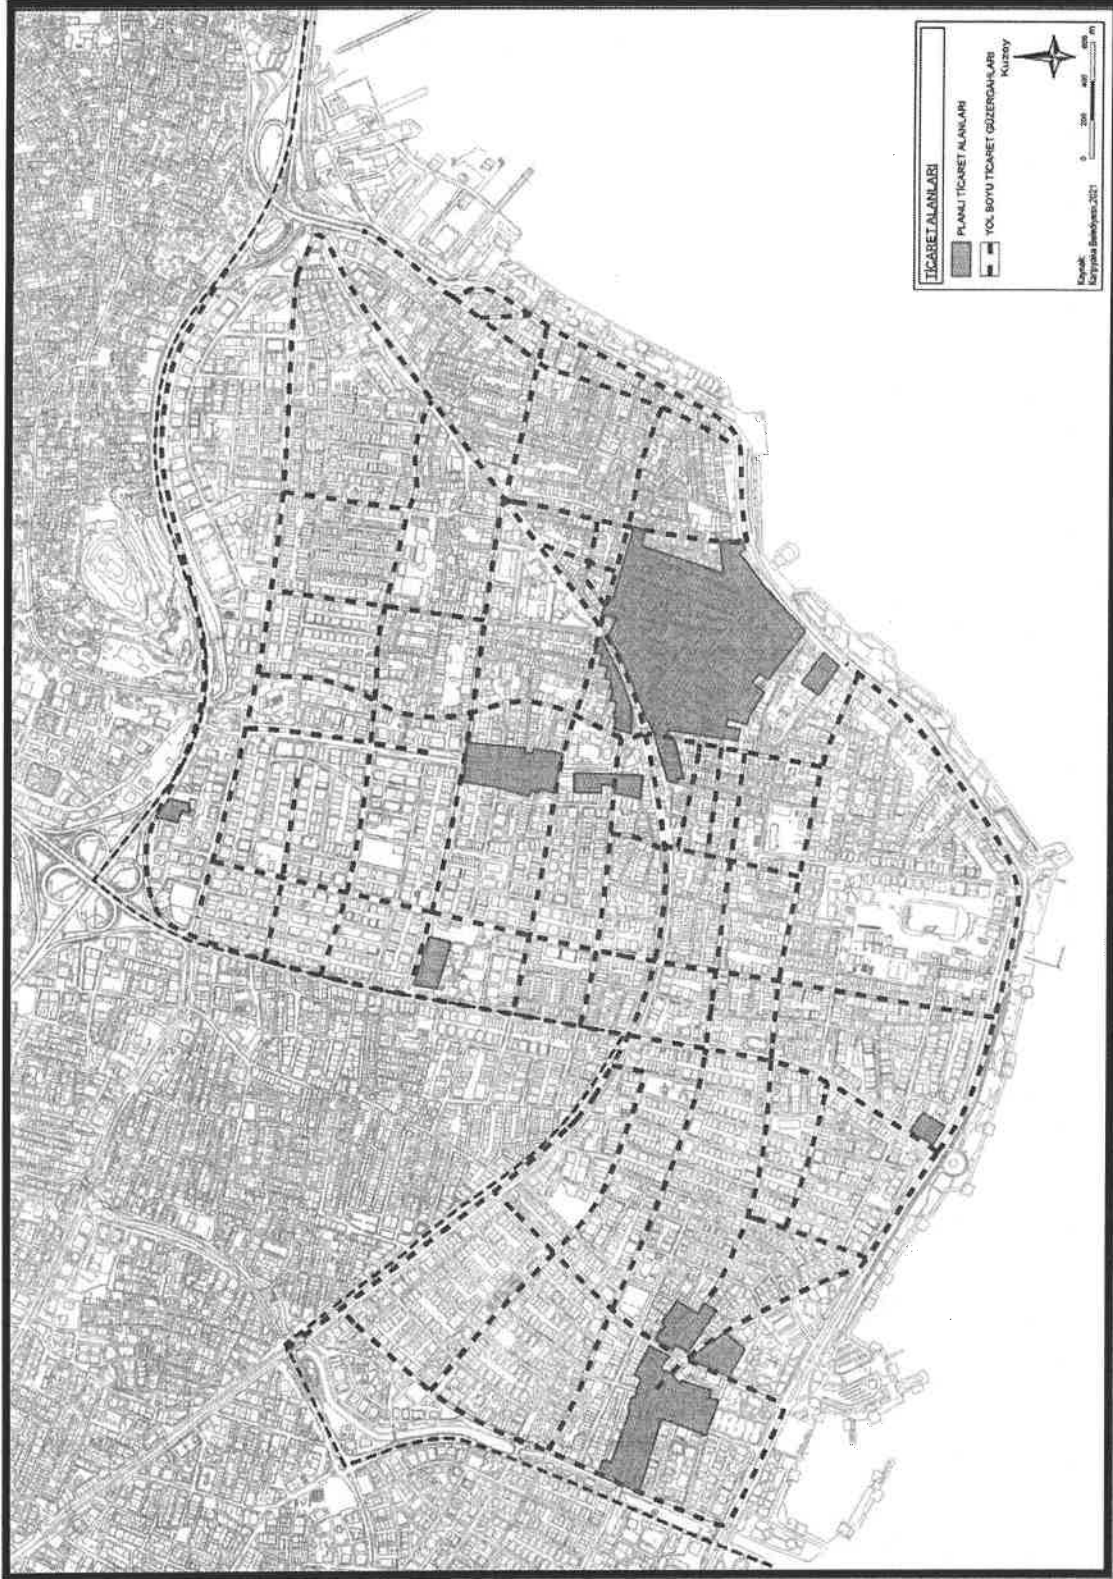 TİCARET ALANLARI
PLANLI TİCARET ALANLARI
YOL BOYU TİCARET GÜZERGAHLARI
Kuzey
0 200 400 800 m
Kaynak:
Karşıyaka Belediyesi,2021